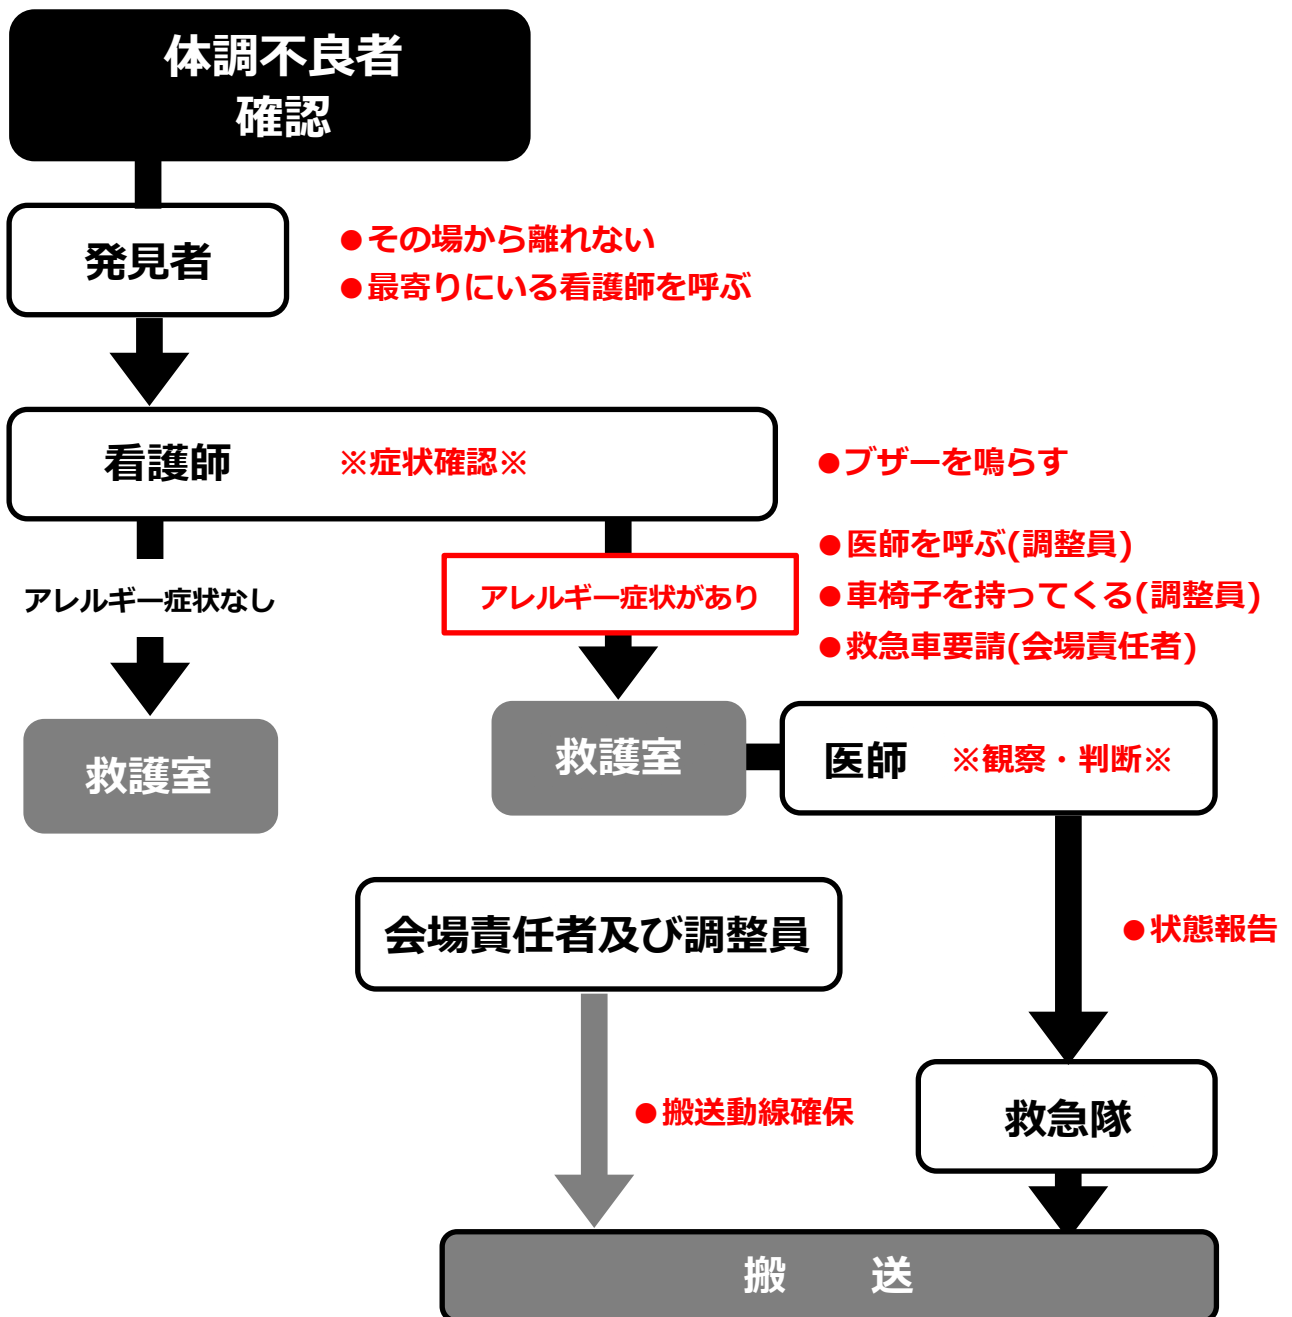 体調不良者
確認
発見者
●その場から離れない
●最寄りにいる看護師を呼ぶ
看護師 ※症状確認※
●ブザーを鳴らす
●医師を呼ぶ(調整員)
アレルギー症状なし
アレルギー症状があり
●車椅子を持ってくる(調整員)
●救急車要請(会場責任者)
救護室
救護室
医師 ※観察・判断※
会場責任者及び調整員
●状態報告
●搬送動線確保
救急隊
搬　送